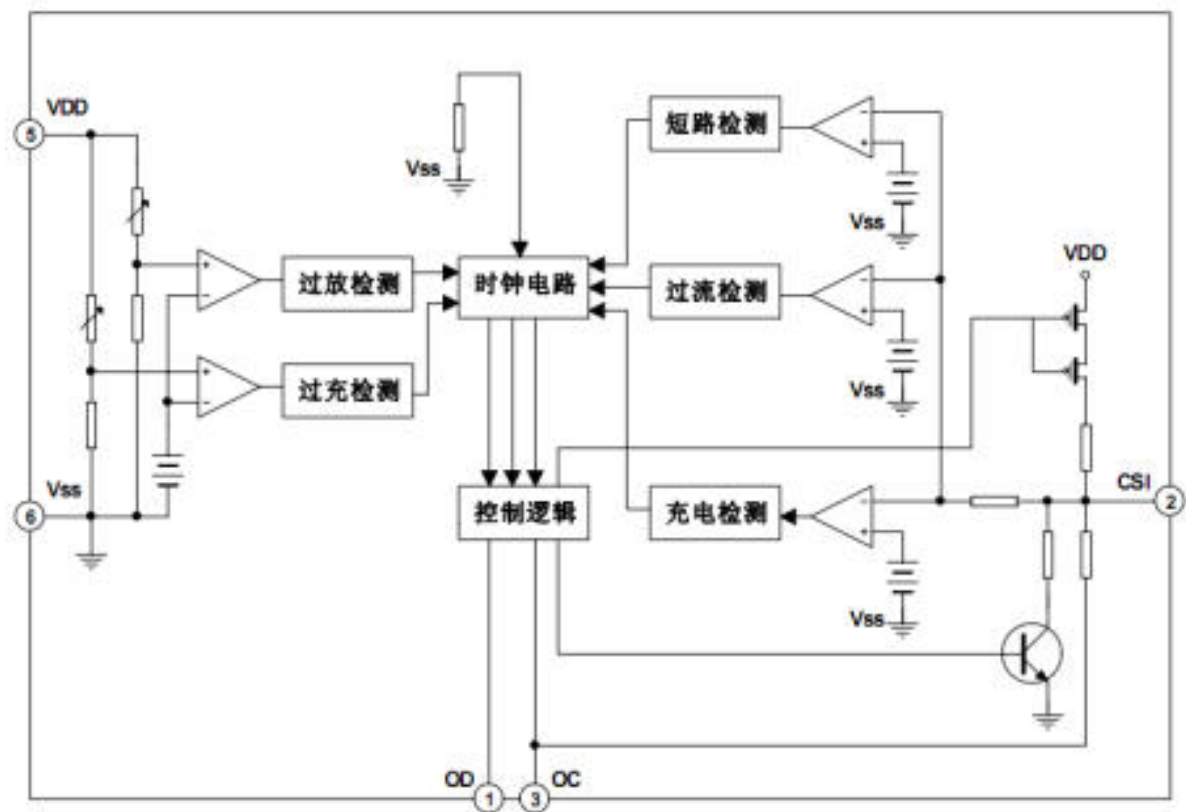 VDD
5
短路检测
Vss
Vss
VDD
过放检测
时钟电路
过流检测
过充检测
Vss
Vss
6
控制逻辑
充电检测
CSI
2
Vss
OD
OC
1
3